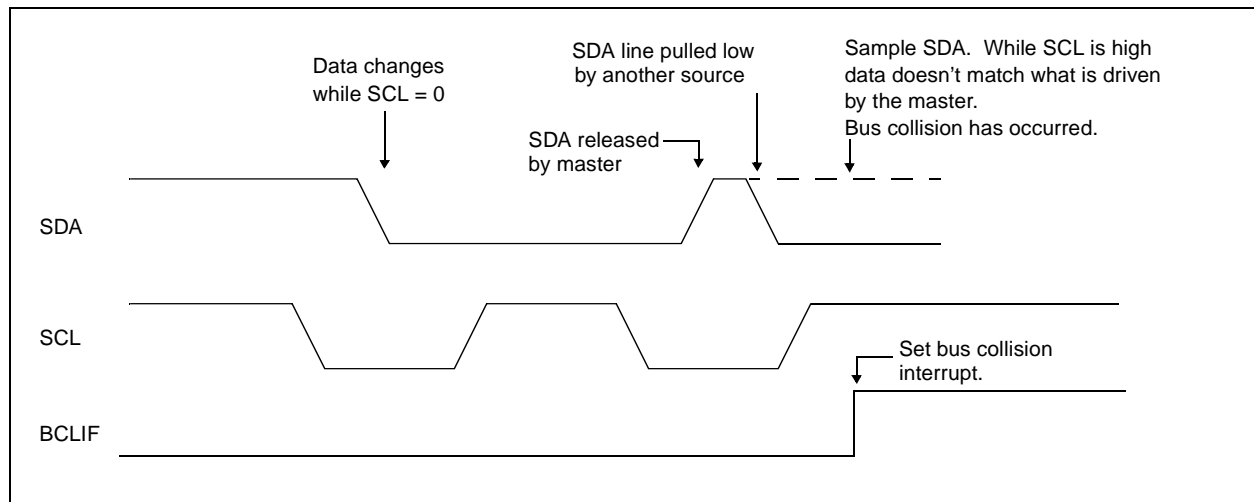 Data changes
while SCL = 0
SDA line pulled low
by another source
Sample SDA.  While SCL is high
data doesn't match what is driven
by the master.
Bus collision has occurred.
SDA released
by master
SDA
SCL
Set bus collision
interrupt.
BCLIF